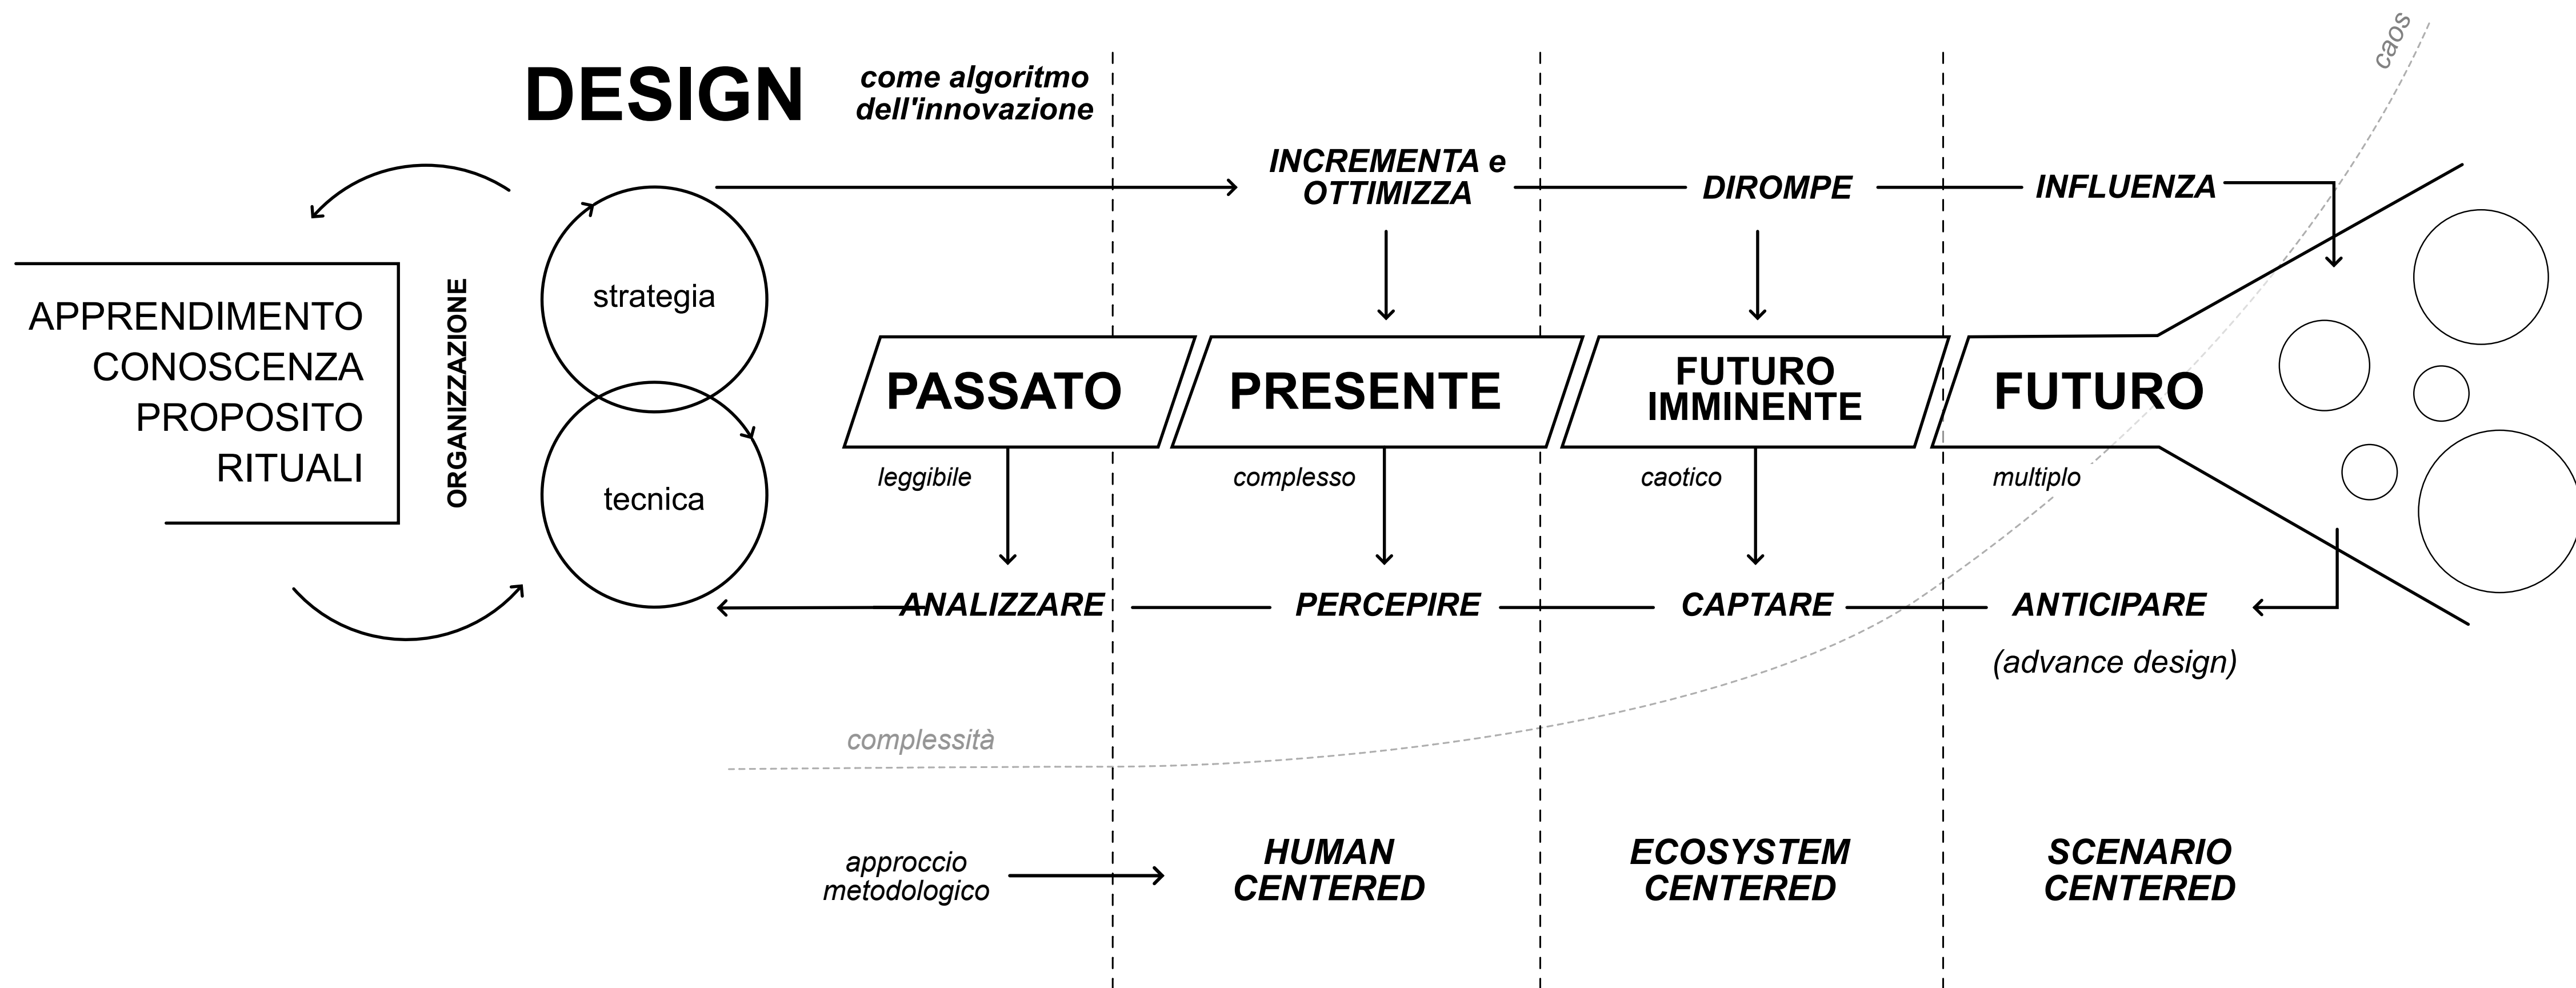 DESIGN
come algoritmo
dell'innovazione
caos
INCREMENTA e
OTTIMIZZA
DIROMPE
INFLUENZA
APPRENDIMENTO
CONOSCENZA
PROPOSITO
RITUALI
ORGANIZZAZIONE
strategia
tecnica
PASSATO
PRESENTE
FUTURO
IMMINENTE
FUTURO
leggibile
complesso
caotico
multiplo
ANALIZZARE
PERCEPIRE
CAPTARE
ANTICIPARE
(advance design)
complessità
approccio
metodologico
HUMAN
CENTERED
ECOSYSTEM
CENTERED
SCENARIO
CENTERED